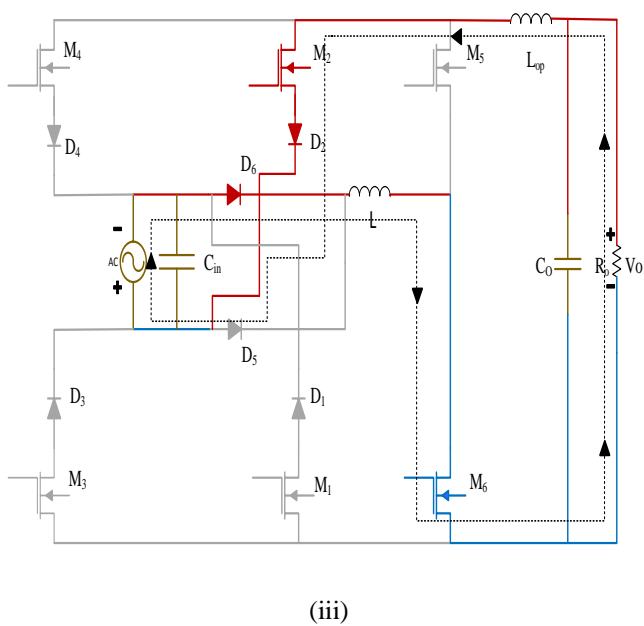 M4
M2
M5
Lop
D4
D2
D6
L
-
AC
+
Cin
CO
Ro
+
-
VO
D5
D3
D1
M3
M1
M6
(iii)